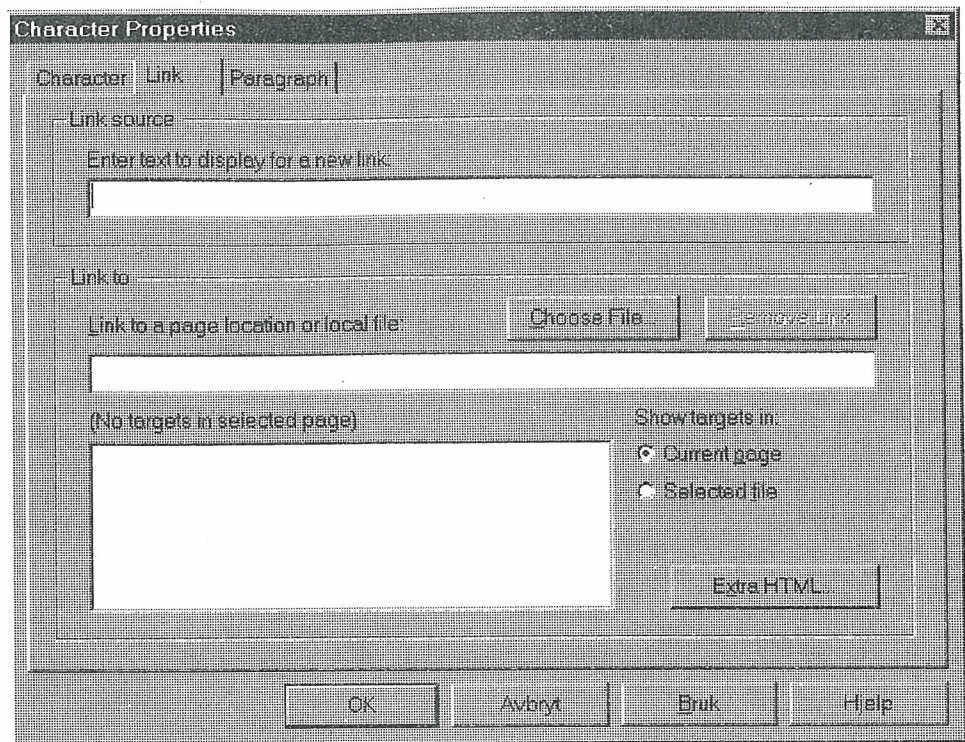 Character Properties
Character Link Paragraph
Link source
Enter text to display for a new link:
Link to
Link to a page location or local file:
Choose File...
Remove Link
(No targets in selected page)
Show targets in:
Current page
Selected file
Extra HTML...
OK Avbryt Bruk Hjelp